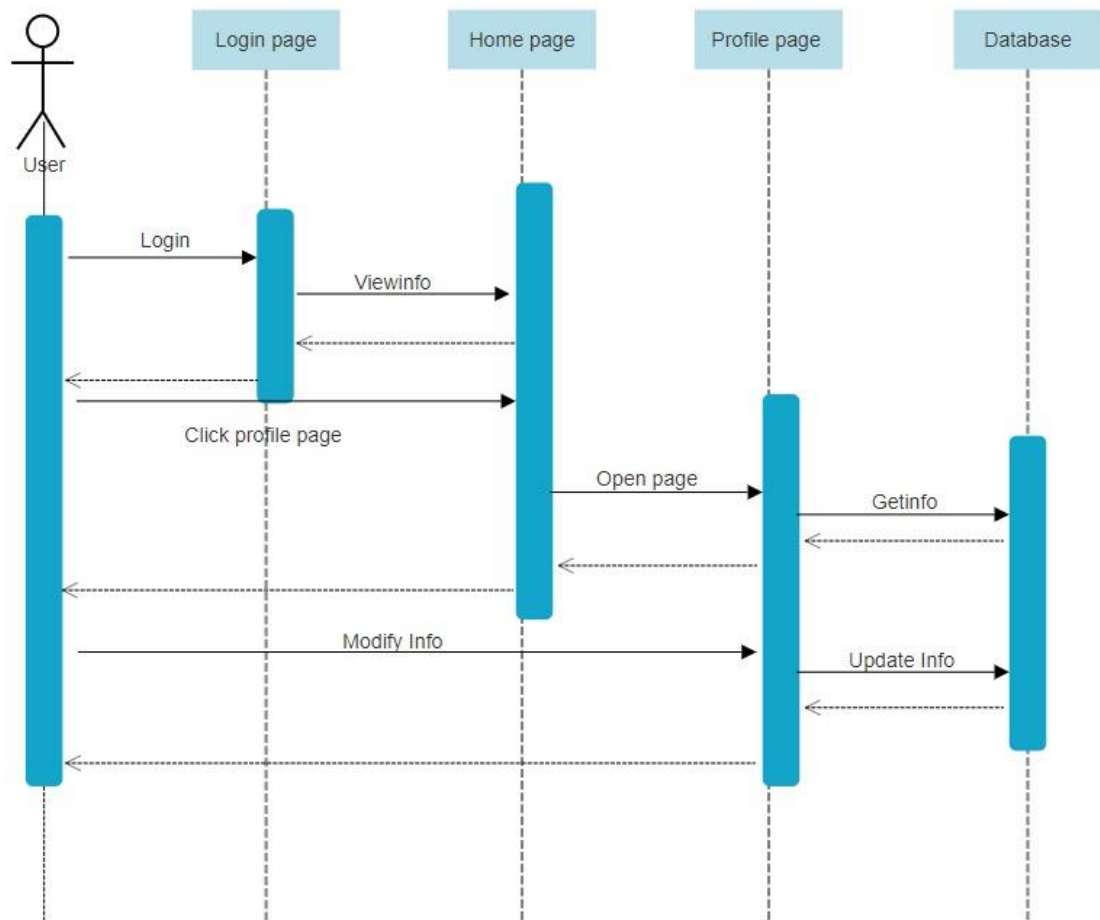 Login page
Home page
Profile page
Database
User
Login
Viewinfo
Click profile page
Open page
Getinfo
Modify Info
Update Info